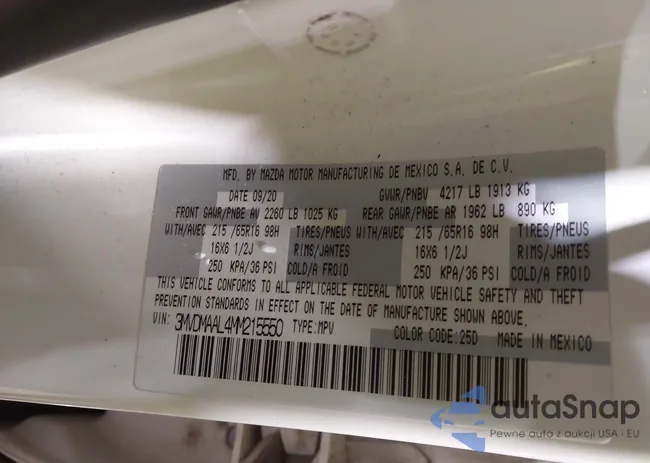 MFD. BY MAZDA MOTOR MANUFACTURING DE MEXICO S.A. DE C.V.
DATE 09/20 GVWR/PNBV 4217 LB 1913 KG
FRONT GAWR/PNBE AV 2260 LB 1025 KG REAR GAWR/PNBE AR 1962 LB 890 KG
WITH/AVEC 215 /65R16 98H TIRES/PNEUS WITH/AVEC 215 /65R16 98H TIRES/PNEUS
16X6 1/2J RIMS/JANTES 16X6 1/2J RIMS/JANTES
250 KPA/36 PSI COLD/A FROID 250 KPA/36 PSI COLD/A FROID
THIS VEHICLE CONFORMS TO ALL APPLICABLE FEDERAL MOTOR VEHICLE SAFETY AND THEFT
PREVENTION STANDARDS IN EFFECT ON THE DATE OF MANUFACTURE SHOWN ABOVE.
VIN: 3MVDMAAL4MM215550 TYPE: MPV COLOR CODE: 25D MADE IN MEXICO
autaSnap
Pewne auto z aukcji USA i EU